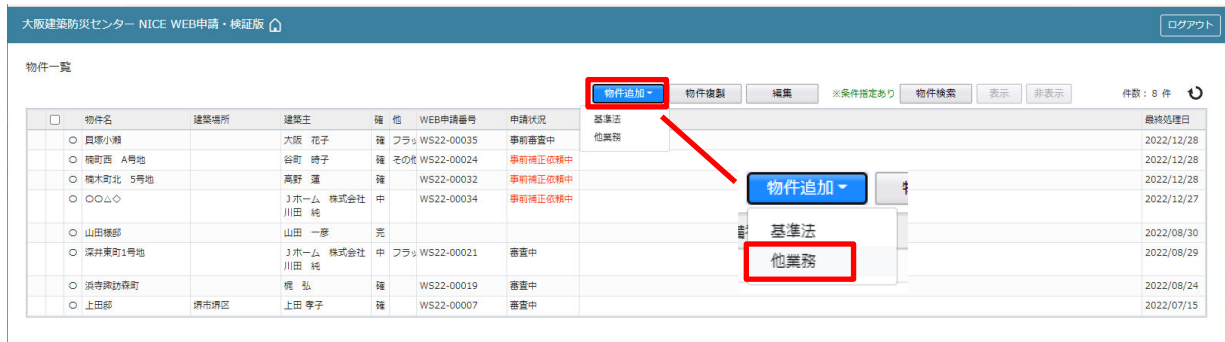 大阪建築防災センター NICE WEB申請・検証版
ログアウト
物件一覧
物件追加 物件複製 編集 ※条件指定あり 物件検索 表示 非表示 件数：8 件
基準法
他業務
物件名 建築場所 建築主 確 他 WEB申請番号 申請状況 最終処理日
貝塚小瀬 大阪 花子 確 フラッ WS22-00035 事前審査中 2022/12/28
楠町西 A号地 谷町 時子 確 その他 WS22-00024 事前補正依頼中 2022/12/28
楠木町北 5号地 高野 蓮 確 WS22-00032 事前補正依頼中 2022/12/28
〇〇△◇ Jホーム 株式会社 中 WS22-00034 事前補正依頼中 2022/12/27
川田 純
山田様邸 山田 一彦 完 2022/08/30
深井東町1号地 Jホーム 株式会社 中 フラッ WS22-00021 審査中 2022/08/29
川田 純
浜寺諏訪森町 梶 弘 確 WS22-00019 審査中 2022/08/24
上田邸 堺市堺区 上田 孝子 確 WS22-00007 審査中 2022/07/15
物件追加
基準法
他業務